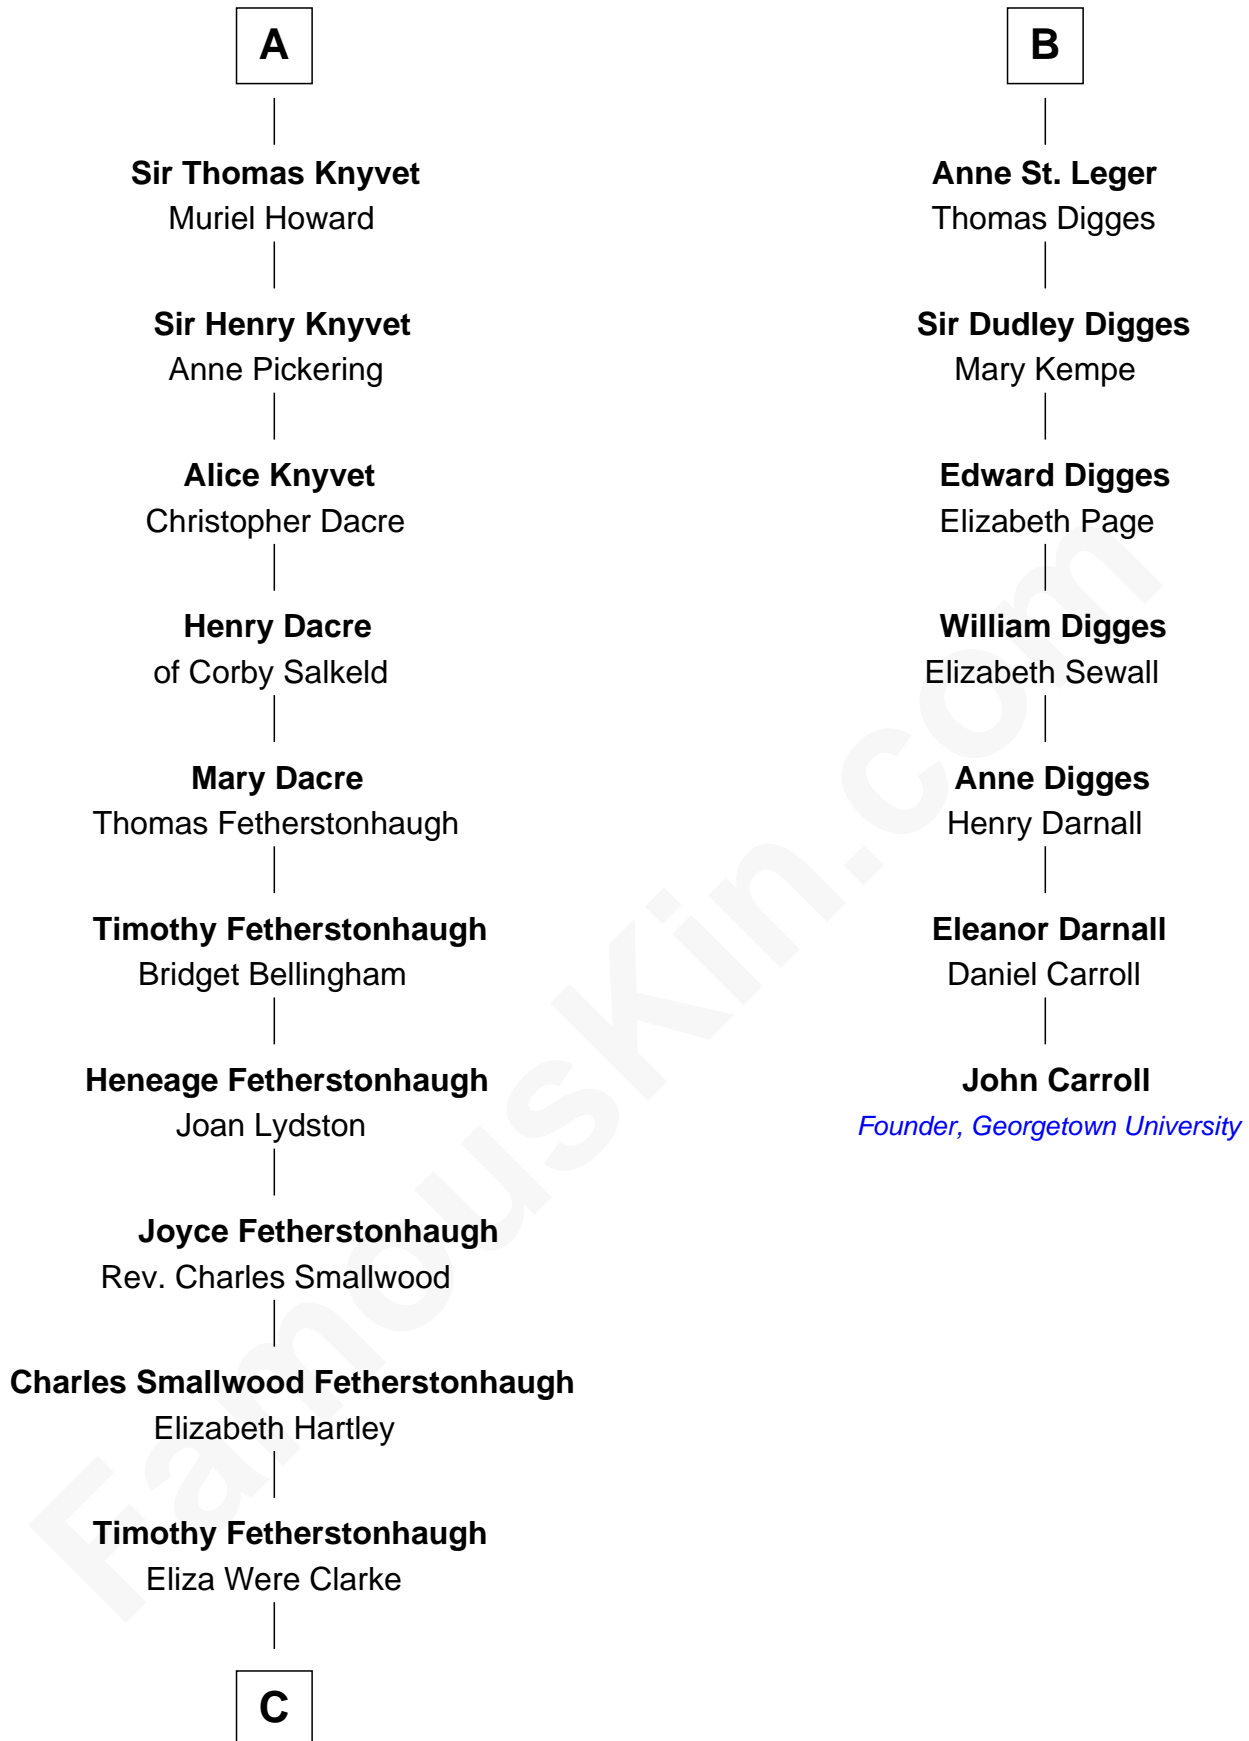 A
Sir Thomas Knyvet
Muriel Howard
Sir Henry Knyvet
Anne Pickering
Alice Knyvet
Christopher Dacre
Henry Dacre
of Corby Salkeld
Mary Dacre
Thomas Fetherstonhaugh
Timothy Fetherstonhaugh
Bridget Bellingham
Heneage Fetherstonhaugh
Joan Lydston
Joyce Fetherstonhaugh
Rev. Charles Smallwood
Charles Smallwood Fetherstonhaugh
Elizabeth Hartley
Timothy Fetherstonhaugh
Eliza Were Clarke
C
B
Anne St. Leger
Thomas Digges
Sir Dudley Digges
Mary Kempe
Edward Digges
Elizabeth Page
William Digges
Elizabeth Sewall
Anne Digges
Henry Darnall
Eleanor Darnall
Daniel Carroll
John Carroll
Founder, Georgetown University
FamousKin.com